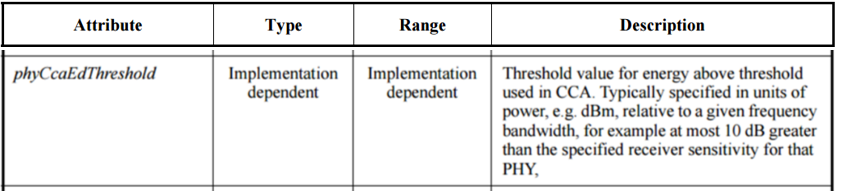 Attribute Type Range Description
phyCcaEdThreshold Implementation Implementation Threshold value for energy above threshold
dependent dependent used in CCA. Typically specified in units of
power, e.g. dBm, relative to a given frequency
bandwidth, for example at most 10 dB greater
than the specified receiver sensitivity for that
PHY,